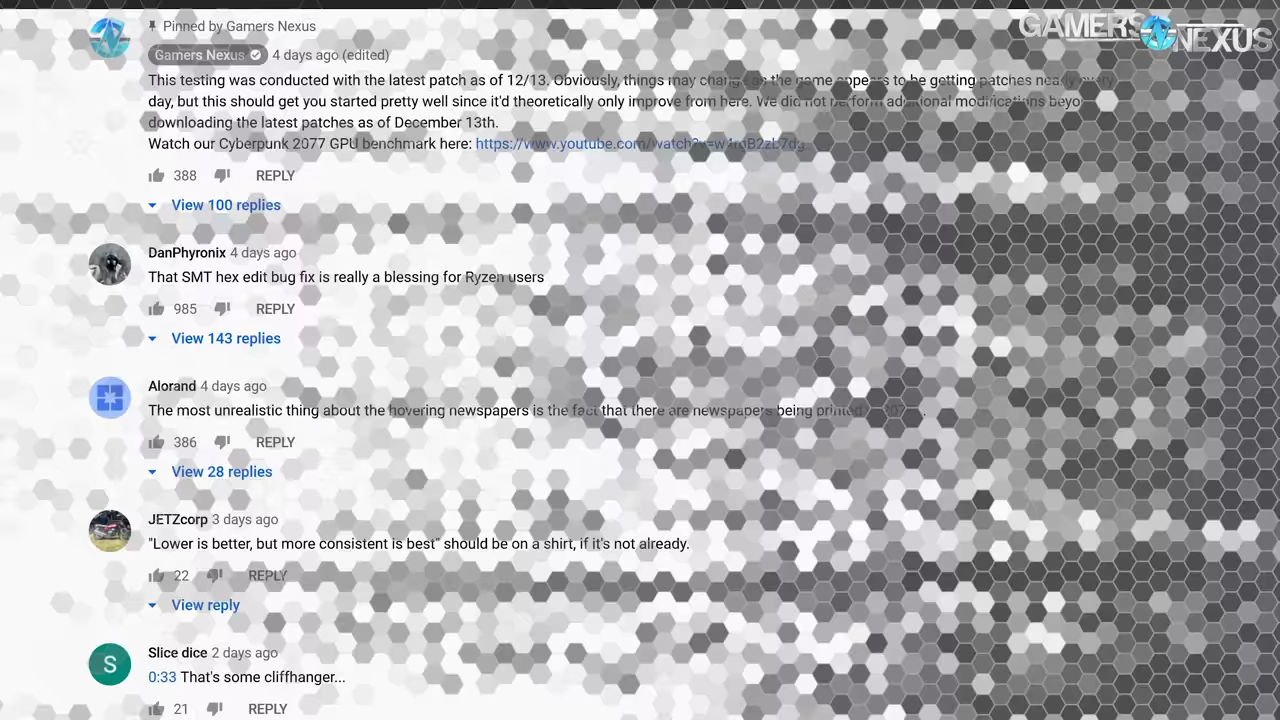 Pinned by Gamers Nexus
GAMERS NEXUS
Gamers Nexus 4 days ago (edited)
This testing was conducted with the latest patch as of 12/13. Obviously, things may change as the game appears to be getting patches nearly every
day, but this should get you started pretty well since it'd theoretically only improve from here. We did not perform additional modifications
downloading the latest patches as of December 13th.
Watch our Cyberpunk 2077 GPU benchmark here:
388 REPLY
View 100 replies
DanPhyronix 4 days ago
That SMT hex edit bug fix is really a blessing for Ryzen users
985 REPLY
View 143 replies
Alorand 4 days ago
The most unrealistic thing about the hovering newspapers is the fact that there are newspapers being printed
386 REPLY
View 28 replies
JETZcorp 3 days ago
"Lower is better, but more consistent is best" should be on a shirt, if it's not already.
22 REPLY
View reply
S
Slice dice 2 days ago
0:33 That's some cliffhanger...
21 REPLY